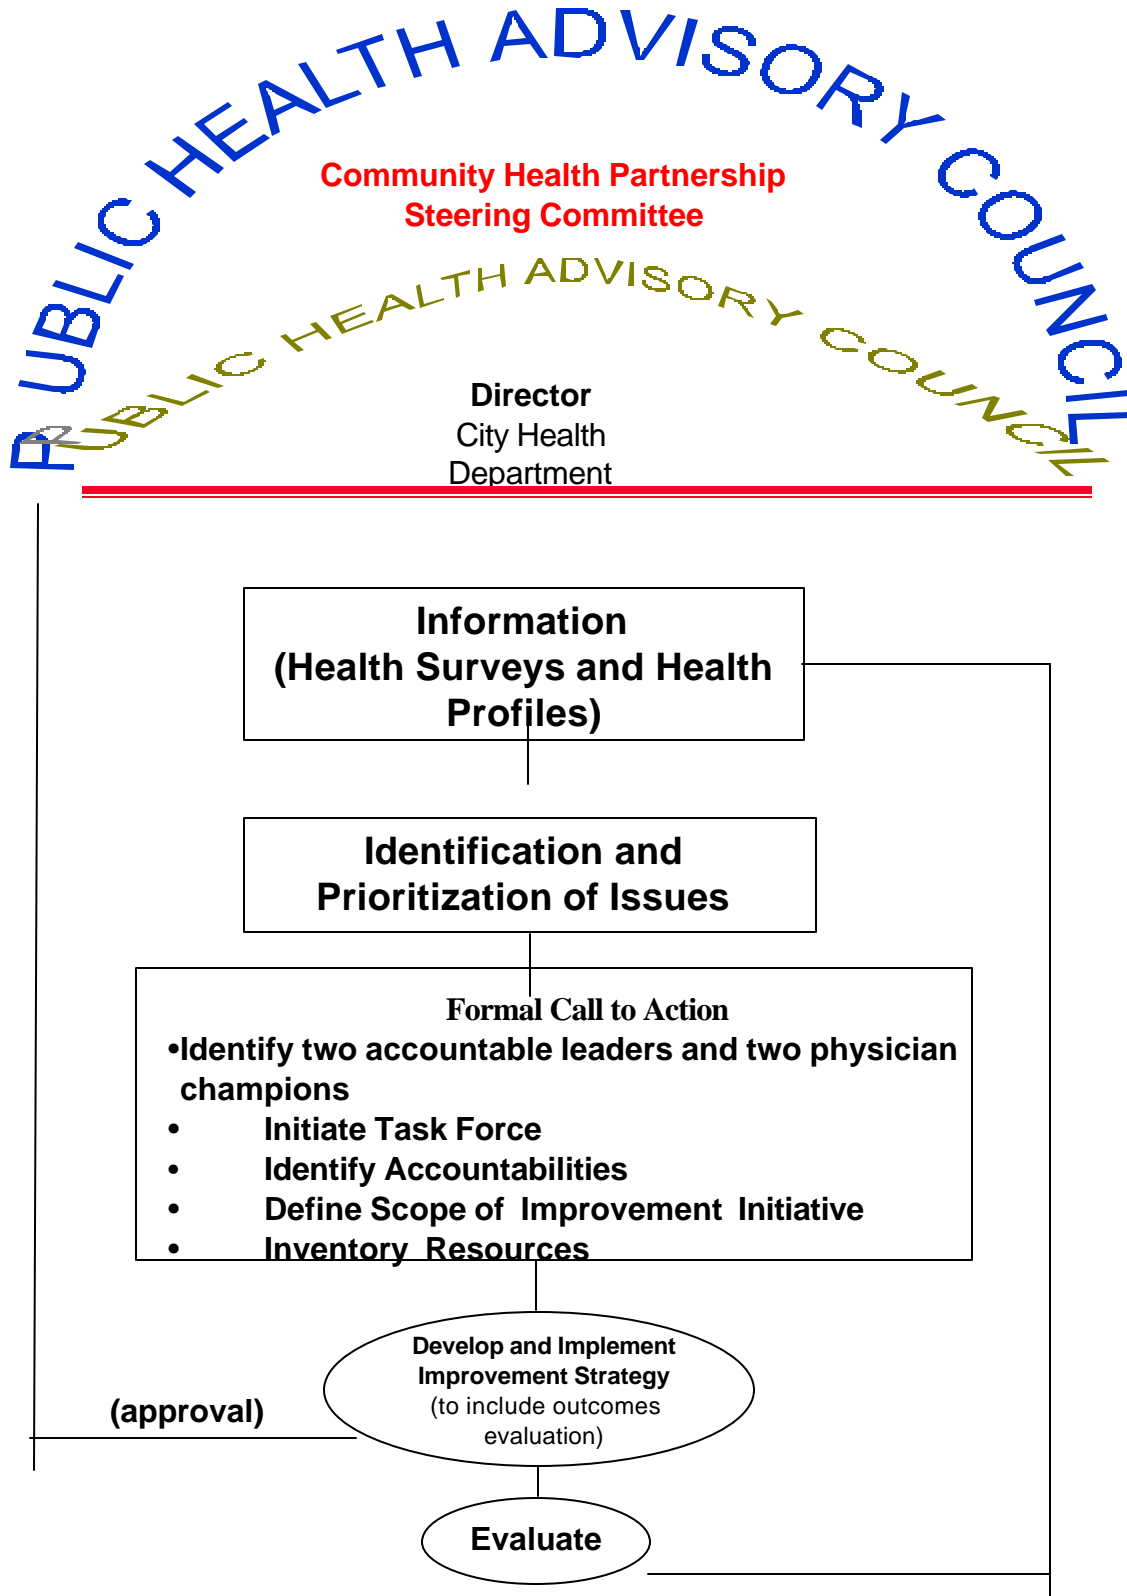 PUBLIC HEALTH ADVISORY COUNCIL
Community Health Partnership
Steering Committee
PUBLIC HEALTH ADVISORY COUNCIL
Director
City Health
Department
Information
(Health Surveys and Health
Profiles)
Identification and
Prioritization of Issues
Formal Call to Action
•Identify two accountable leaders and two physician
champions
• Initiate Task Force
• Identify Accountabilities
• Define Scope of Improvement Initiative
• Inventory Resources
Develop and Implement
Improvement Strategy
(to include outcomes
evaluation)
(approval)
Evaluate